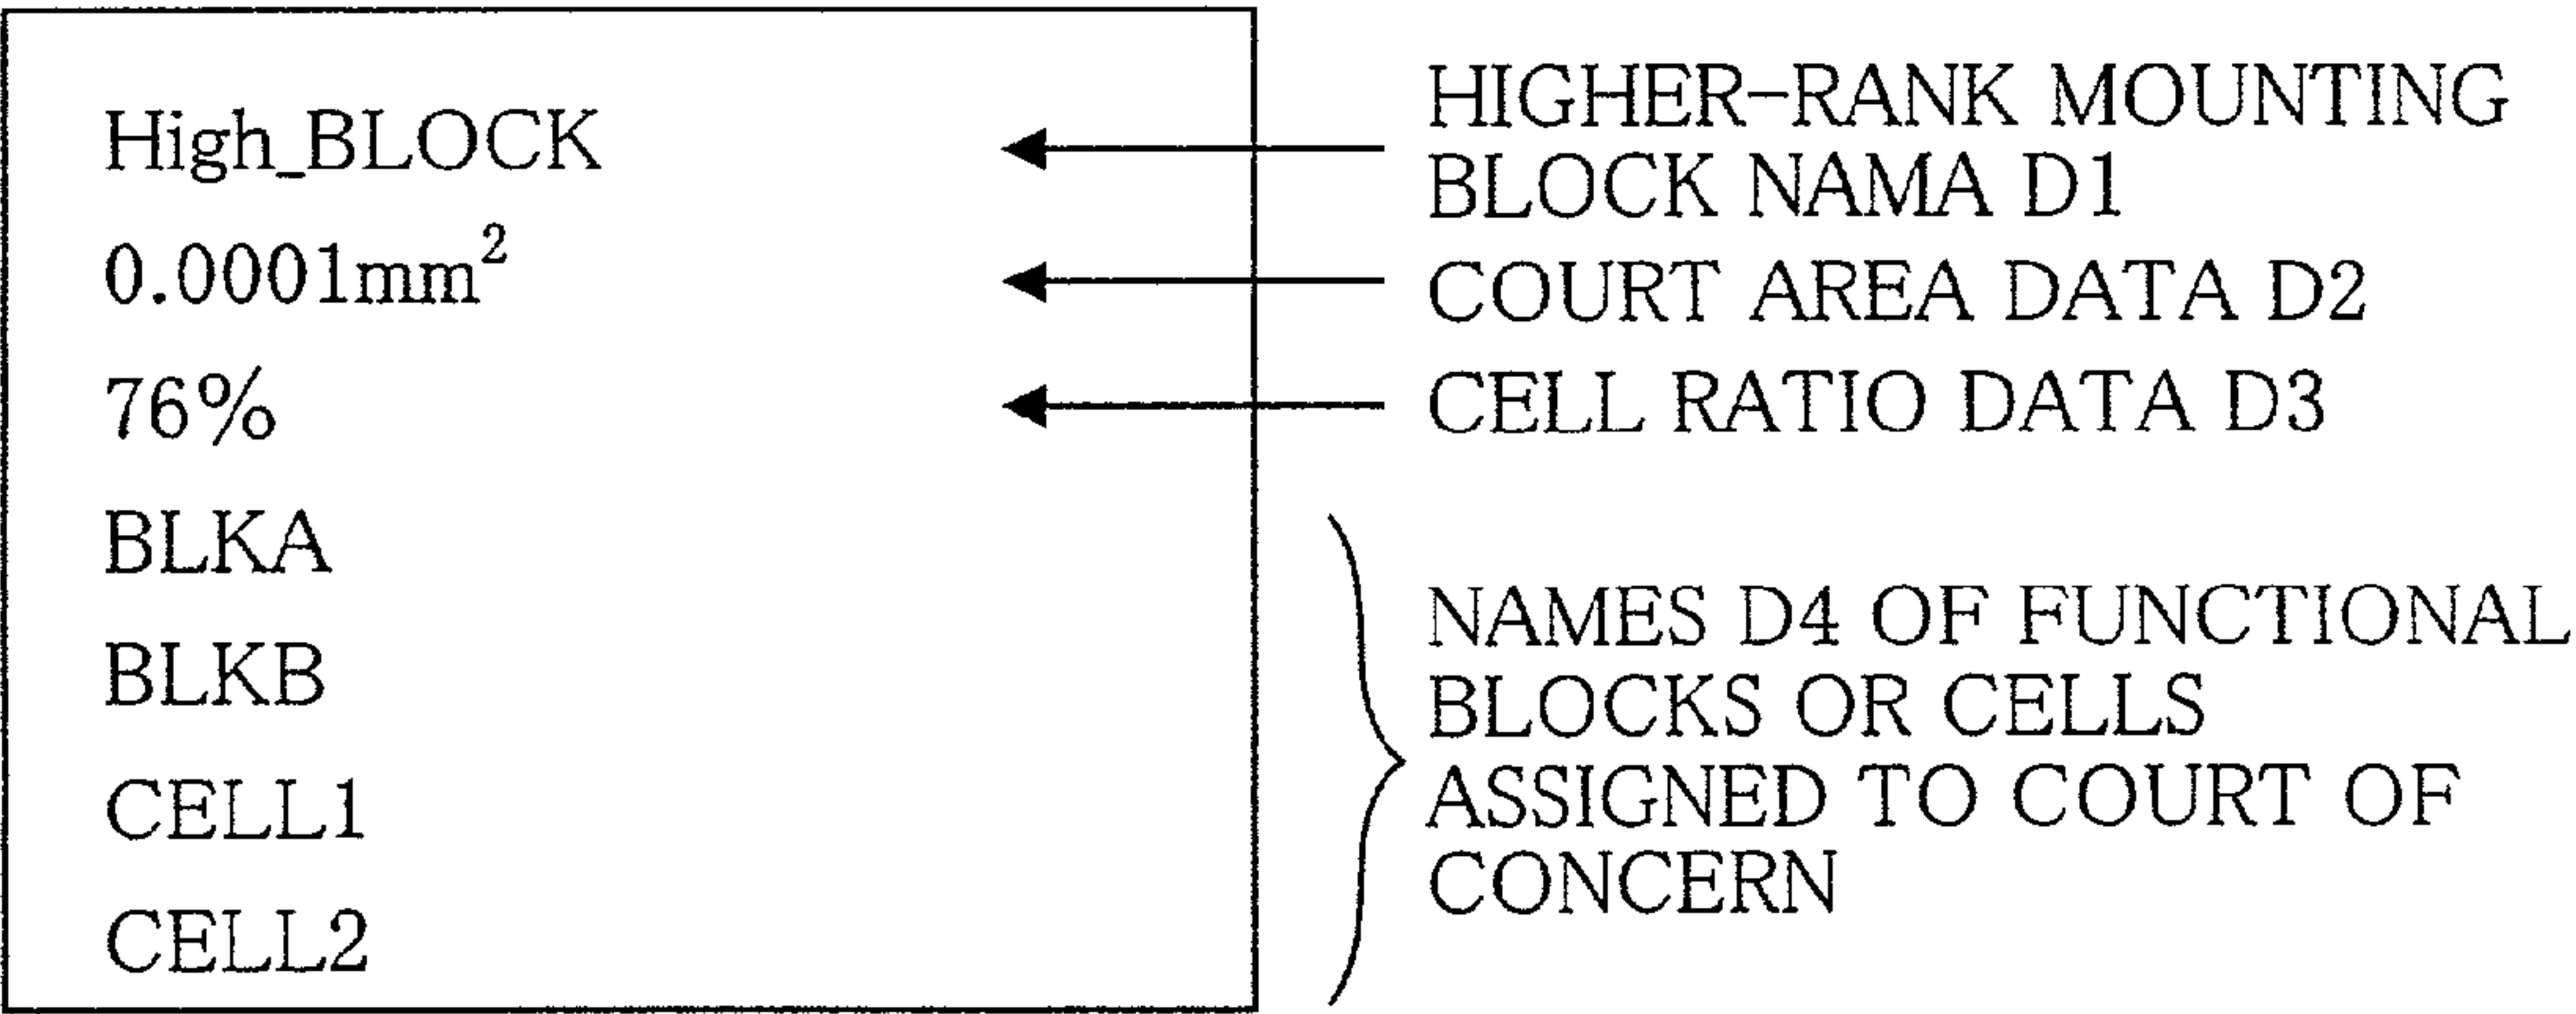 High_BLOCK
0.0001mm²
76%
BLKA
BLKB
CELL1
CELL2
HIGHER-RANK MOUNTING
BLOCK NAMA D1
COURT AREA DATA D2
CELL RATIO DATA D3
NAMES D4 OF FUNCTIONAL
BLOCKS OR CELLS
ASSIGNED TO COURT OF
CONCERN